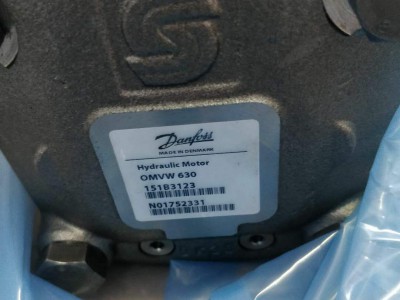 Danfoss
MADE IN DENMARK
Hydraulic Motor
OMVW 630
151B3123
N01752331